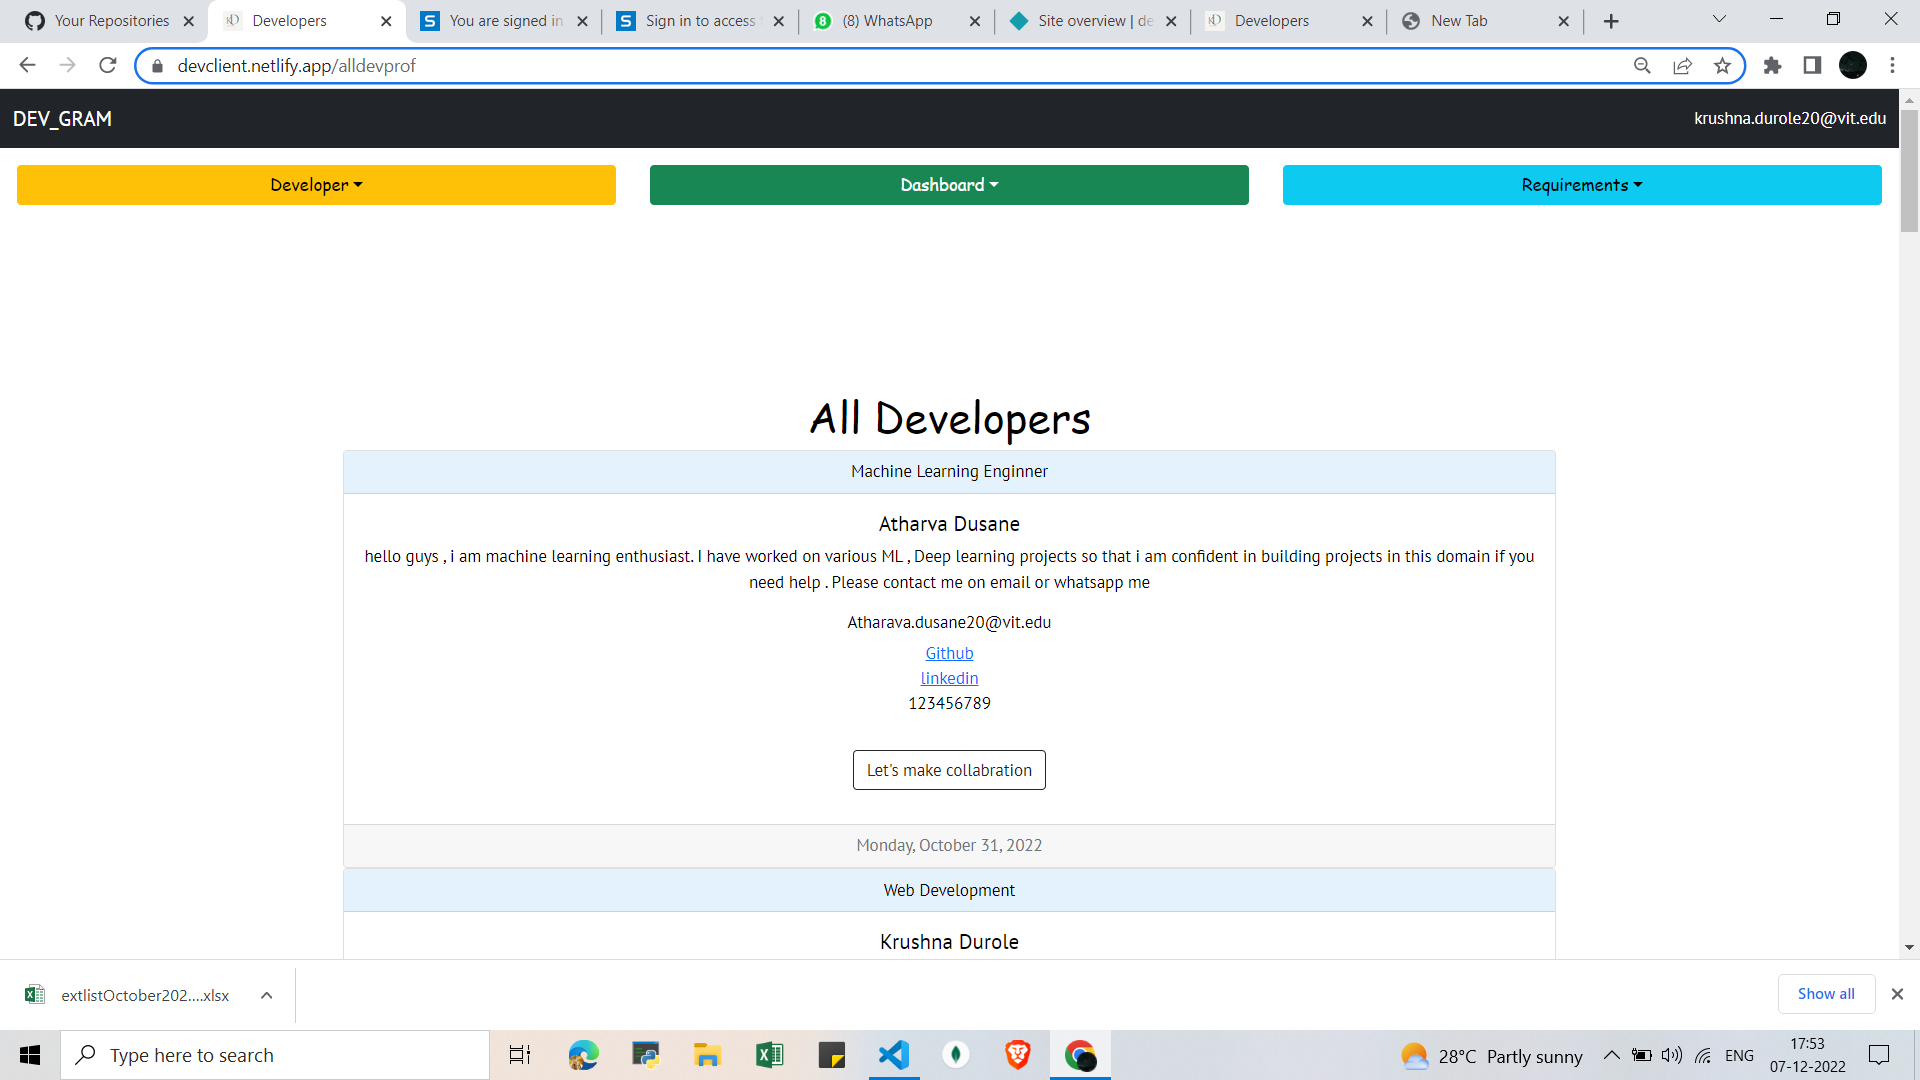 Your Repositories
Developers
You are signed in
Sign in to access
(8) WhatsApp
Site overview | de
Developers
New Tab
devclient.netlify.app/alldevprof
DEV_GRAM
krushna.durole20@vit.edu
Developer
Dashboard
Requirements
All Developers
Machine Learning Enginner
Atharva Dusane
hello guys , i am machine learning enthusiast. I have worked on various ML , Deep learning projects so that i am confident in building projects in this domain if you
need help . Please contact me on email or whatsapp me
Atharava.dusane20@vit.edu
Github
linkedin
123456789
Let's make collabration
Monday, October 31, 2022
Web Development
Krushna Durole
extlistOctober202....xlsx
Show all
Type here to search
28°C Partly sunny
ENG
17:53
07-12-2022